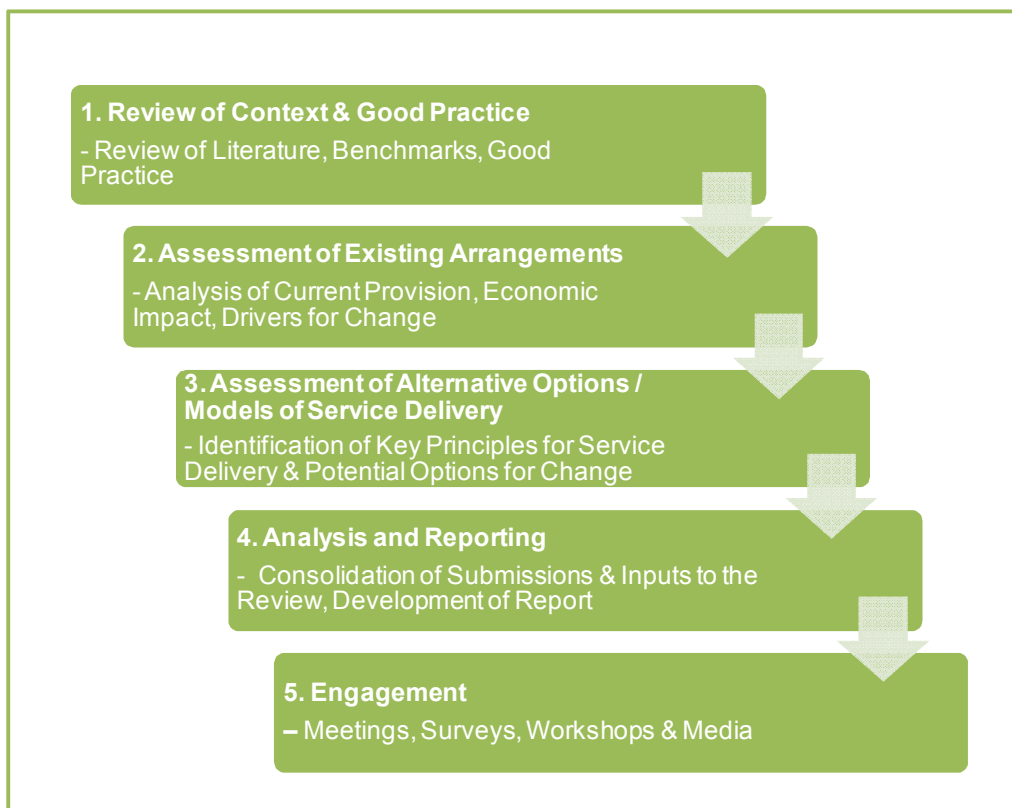 1. Review of Context & Good Practice
- Review of Literature, Benchmarks, Good
Practice
2. Assessment of Existing Arrangements
- Analysis of Current Provision, Economic
Impact, Drivers for Change
3. Assessment of Alternative Options /
Models of Service Delivery
- Identification of Key Principles for Service
Delivery & Potential Options for Change
4. Analysis and Reporting
- Consolidation of Submissions & Inputs to the
Review, Development of Report
5. Engagement
– Meetings, Surveys, Workshops & Media